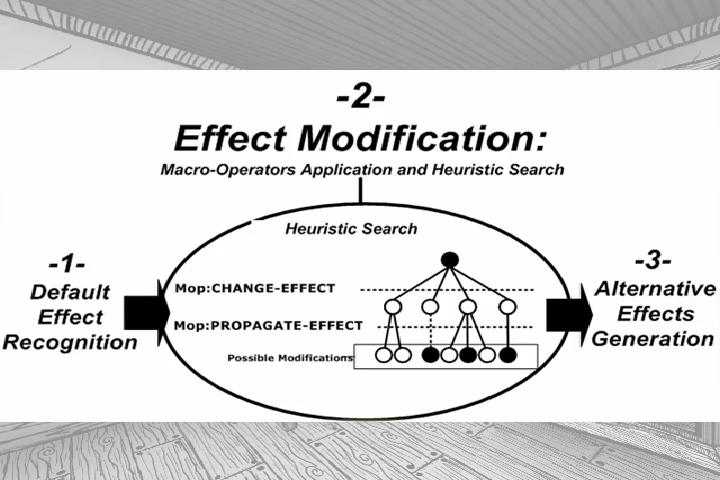 -2-
Effect Modification:
Macro-Operators Application and Heuristic Search
Heuristic Search
-1-
Default
Effect
Recognition
Mop:CHANGE-EFFECT
Mop:PROPAGATE-EFFECT
Possible Modifications
-3-
Alternative
Effects
Generation